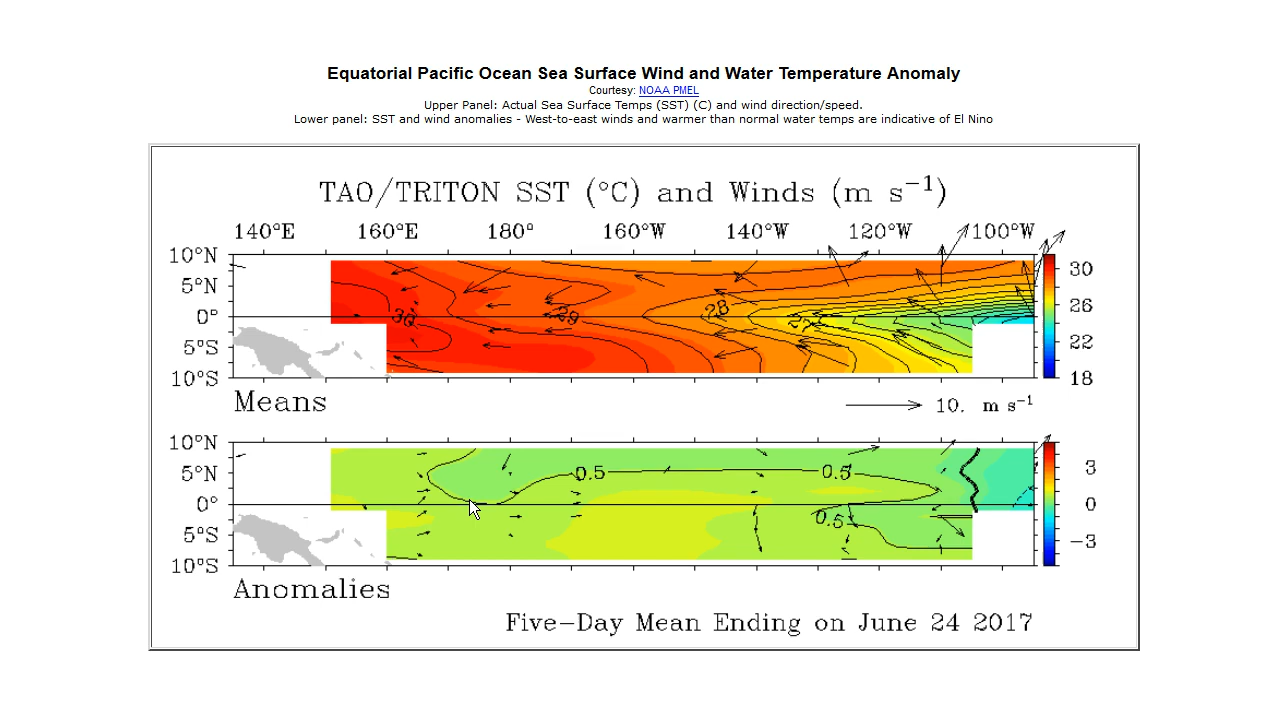 Equatorial Pacific Ocean Sea Surface Wind and Water Temperature Anomaly
Courtesy: NOAA PMEL
Upper Panel: Actual Sea Surface Temps (SST) (C) and wind direction/speed.
Lower panel: SST and wind anomalies - West-to-east winds and warmer than normal water temps are indicative of El Nino
TAO/TRITON SST (°C) and Winds (m s⁻¹)
140°E 160°E 180° 160°W 140°W 120°W 100°W
10°N
5°N
0°
5°S
10°S
30 29 28 27
30
26
22
18
Means
10. m s⁻¹
10°N
5°N
0°
5°S
10°S
0.5 0.5
0.5
3
0
−3
Anomalies
Five−Day Mean Ending on June 24 2017